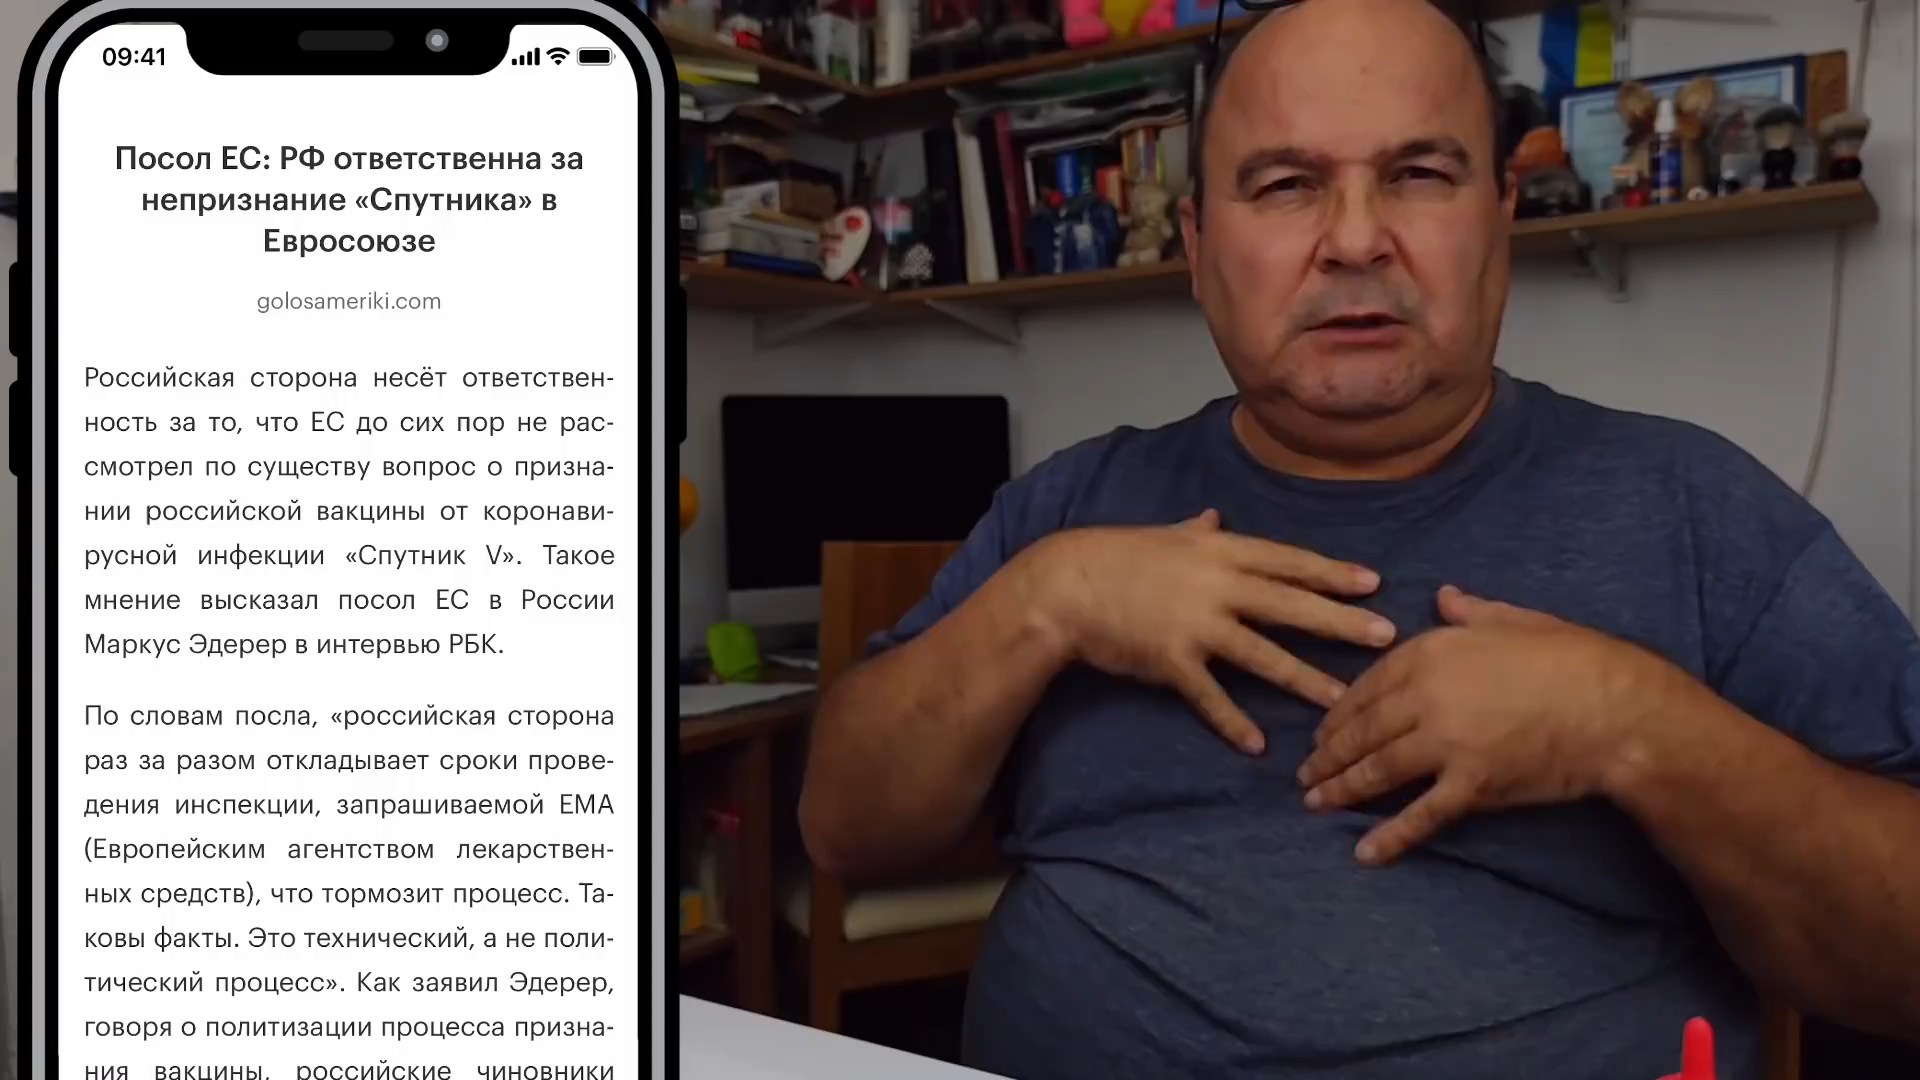 09:41
Посол ЕС: РФ ответственна за
непризнание «Спутника» в
Евросоюзе
golosameriki.com
Российская сторона несёт ответствен-
ность за то, что ЕС до сих пор не рас-
смотрел по существу вопрос о призна-
нии российской вакцины от коронави-
русной инфекции «Спутник V». Такое
мнение высказал посол ЕС в России
Маркус Эдерер в интервью РБК.
По словам посла, «российская сторона
раз за разом откладывает сроки прове-
дения инспекции, запрашиваемой EMA
(Европейским агентством лекарствен-
ных средств), что тормозит процесс. Та-
ковы факты. Это технический, а не поли-
тический процесс». Как заявил Эдерер,
говоря о политизации процесса призна-
ния вакцины, российские чиновники